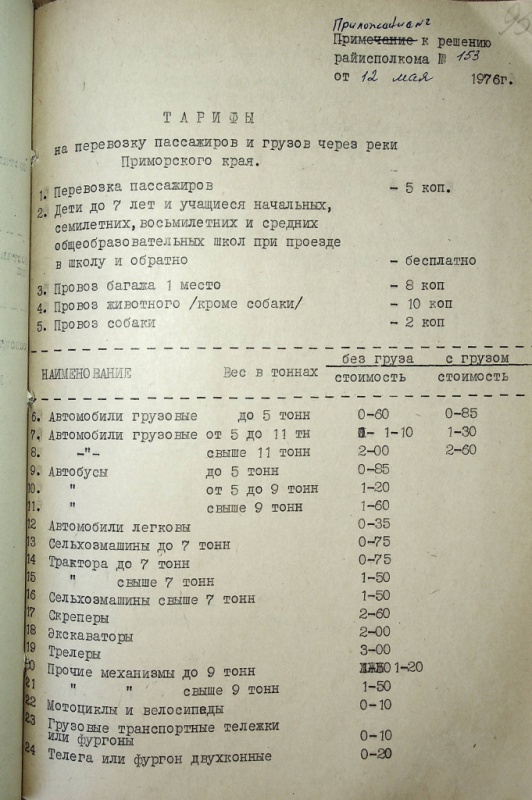 Приложение №2
Примечание к решению
райисполкома № 153
от 12 мая 1976г.
ТАРИФЫ
на перевозку пассажиров и грузов через реки
Приморского края.
1. Перевозка пассажиров - 5 коп.
2. Дети до 7 лет и учащиеся начальных,
семилетних,восьмилетних и средних
общеобразовательных школ при проезде
в школу и обратно - бесплатно
3. Провоз багажа 1 место - 8 коп
4. Провоз животного /кроме собаки/ - 10 коп
5. Провоз собаки - 2 коп
без груза с грузом
НАИМЕНОВАНИЕ Вес в тоннах стоимость стоимость
6. Автомобили грузовые до 5 тонн 0-60 0-85
7. Автомобили грузовые от 5 до 11 тн 1-10 1-30
8. -"- свыше 11 тонн 2-00 2-60
9. Автобусы до 5 тонн 0-85
10. " от 5 до 9 тонн 1-20
11. " свыше 9 тонн 1-60
12 Автомобили легковы 0-35
13 Сельхозмашины до 7 тонн 0-75
14 Трактора до 7 тонн 0-75
15 " свыше 7 тонн 1-50
16 Сельхозмашины свыше 7 тонн 1-50
17 Скреперы 2-60
18 Экскаваторы 2-00
19 Трелеры 3-00
20 Прочие механизмы до 9 тонн 1-20
21 " " свыше 9 тонн 1-50
22 Мотоциклы и велосипеды 0-10
23 Грузовые транспортные тележки
или фургоны 0-10
24 Телега или фургон двухконные 0-20